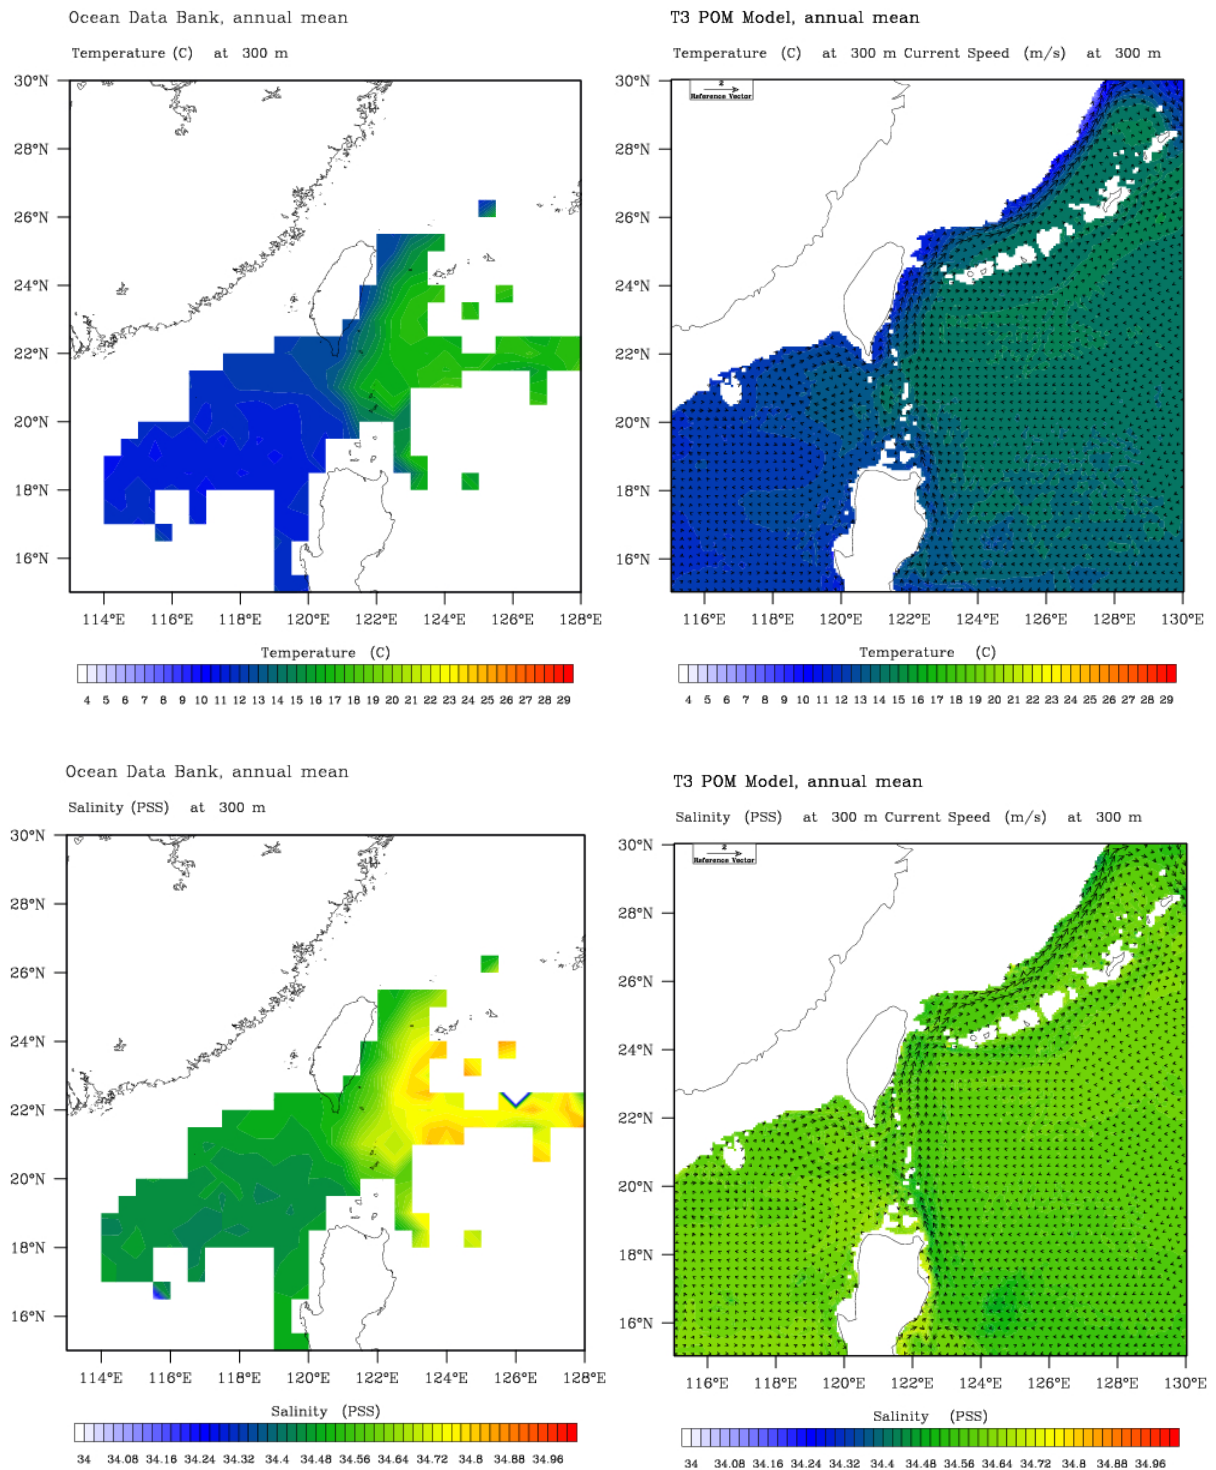 Ocean Data Bank, annual mean
Temperature (C) at 300 m
30°N
28°N
26°N
24°N
22°N
20°N
18°N
16°N
114°E 116°E 118°E 120°E 122°E 124°E 126°E 128°E
Temperature (C)
4 5 6 7 8 9 10 11 12 13 14 15 16 17 19 20 21 22 23 24 25 26 27 28 29
T3 POM Model, annual mean
Temperature (C) at 300 m Current Speed (m/s) at 300 m
2
Reference Vector
30°N
28°N
26°N
24°N
22°N
20°N
18°N
16°N
116°E 118°E 120°E 122°E 124°E 126°E 128°E 130°E
Temperature (C)
4 5 6 7 8 9 10 11 12 13 14 15 16 17 19 20 21 22 23 24 25 26 27 28 29
Ocean Data Bank, annual mean
Salinity (PSS) at 300 m
30°N
28°N
26°N
24°N
22°N
20°N
18°N
16°N
114°E 116°E 118°E 120°E 122°E 124°E 126°E 128°E
Salinity (PSS)
34 34.08 34.16 34.24 34.32 34.4 34.48 34.56 34.64 34.72 34.8 34.88 34.96
T3 POM Model, annual mean
Salinity (PSS) at 300 m Current Speed (m/s) at 300 m
2
Reference Vector
30°N
28°N
26°N
24°N
22°N
20°N
18°N
16°N
116°E 118°E 120°E 122°E 124°E 126°E 128°E 130°E
Salinity (PSS)
34 34.08 34.16 34.24 34.32 34.4 34.48 34.56 34.64 34.72 34.8 34.88 34.96